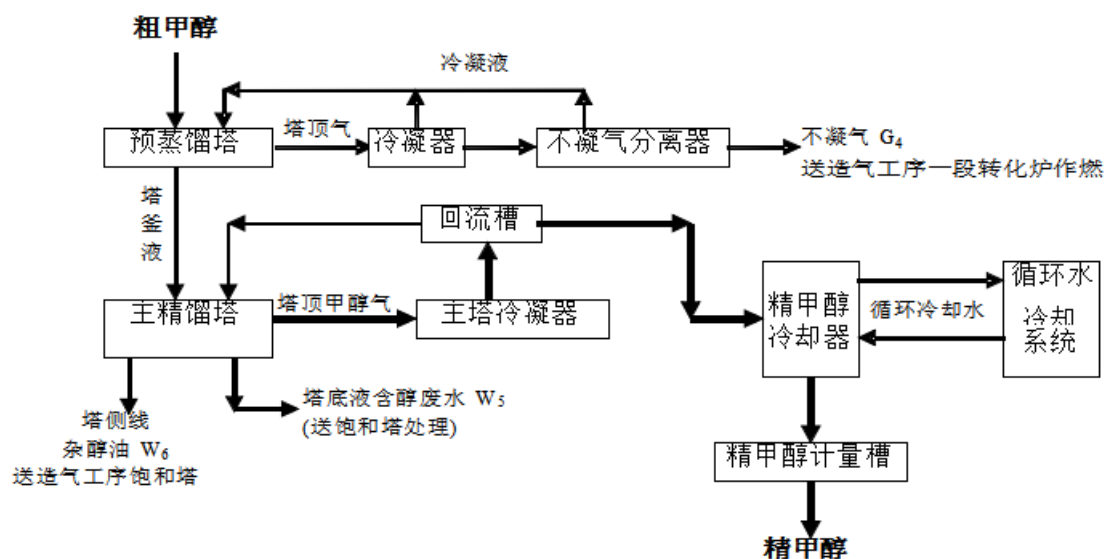 粗甲醇
冷凝液
预蒸馏塔
塔顶气
冷凝器
不凝气分离器
不凝气 G4
送造气工序一段转化炉作燃
塔
釜
液
回流槽
主精馏塔
塔顶甲醇气
主塔冷凝器
精甲醇
冷却器
循环冷却水
循环水
冷却
系统
塔侧线
杂醇油 W6
送造气工序饱和塔
塔底液含醇废水 W5
(送饱和塔处理)
精甲醇计量槽
精甲醇